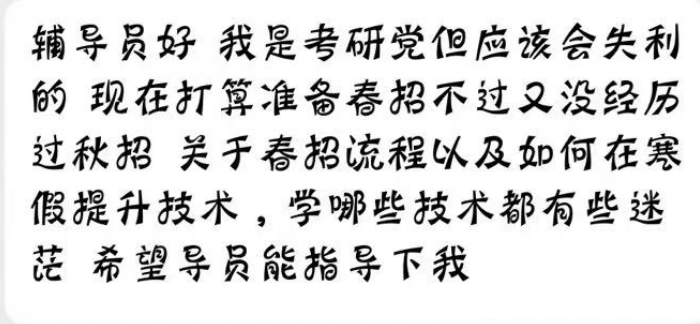 辅导员好 我是考研党但应该会失利
的 现在打算准备春招不过又没经历
过秋招 关于春招流程以及如何在寒
假提升技术，学哪些技术都有些迷
茫 希望导员能指导下我